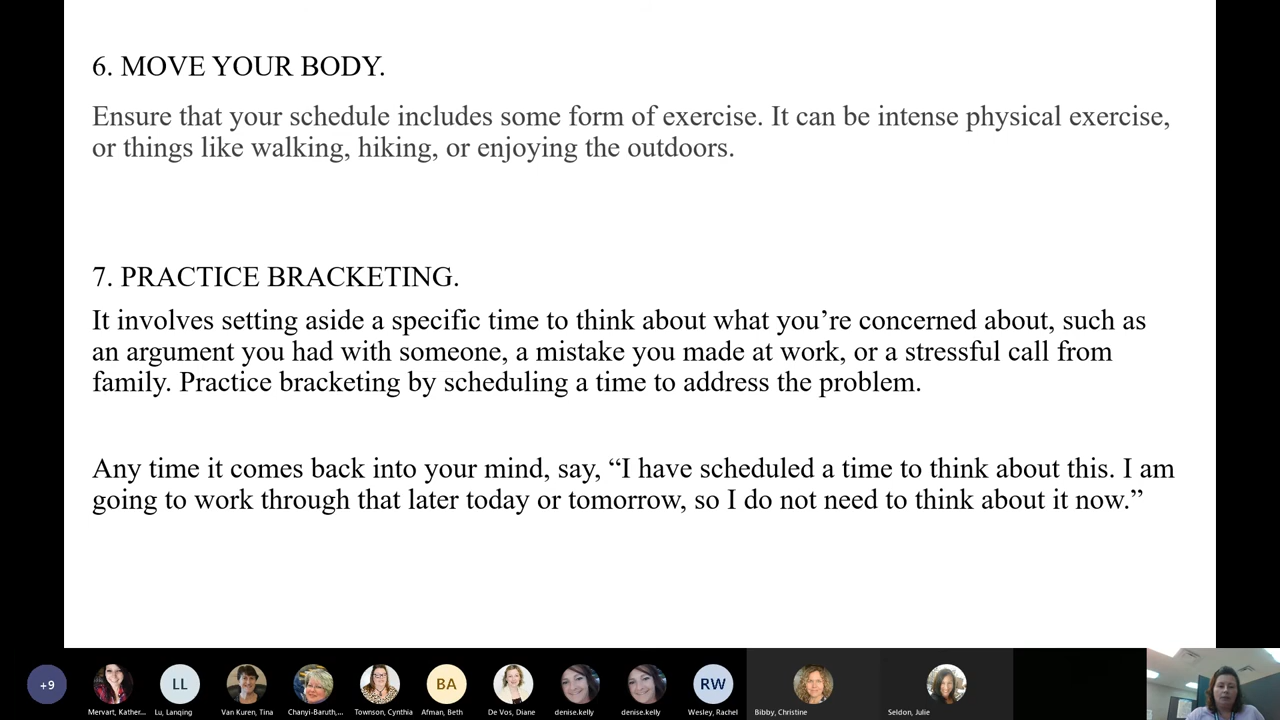 6. MOVE YOUR BODY.
Ensure that your schedule includes some form of exercise. It can be intense physical exercise,
or things like walking, hiking, or enjoying the outdoors.
7. PRACTICE BRACKETING.
It involves setting aside a specific time to think about what you’re concerned about, such as
an argument you had with someone, a mistake you made at work, or a stressful call from
family. Practice bracketing by scheduling a time to address the problem.
Any time it comes back into your mind, say, “I have scheduled a time to think about this. I am
going to work through that later today or tomorrow, so I do not need to think about it now.”
+9 LL BA RW
Mervart, Kather... Lu, Lanqing Van Kuren, Tina Chanyi-Baruth,... Townson, Cynthia Afman, Beth De Vos, Diane denise.kelly denise.kelly Wesley, Rachel Bibby, Christine Seldon, Julie